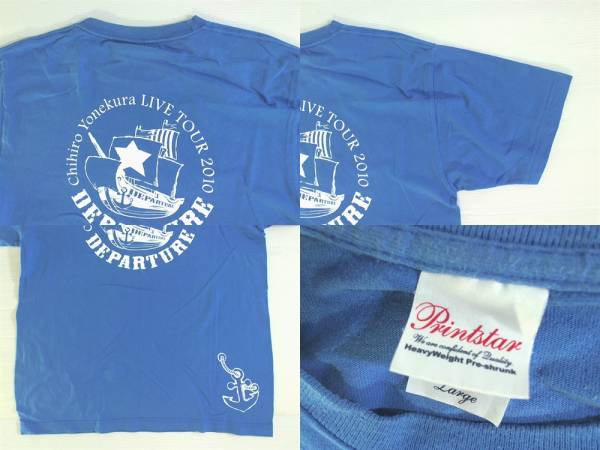 Chihiro Yonekura LIVE TOUR 2010
DEPARTURE
DEPARTURE
DEPARTURE
DEPARTURE
LIVE TOUR 2010
DEPARTURE
Printstar
We are confident of Quality
HeavyWeight Pre-shrunk
Large